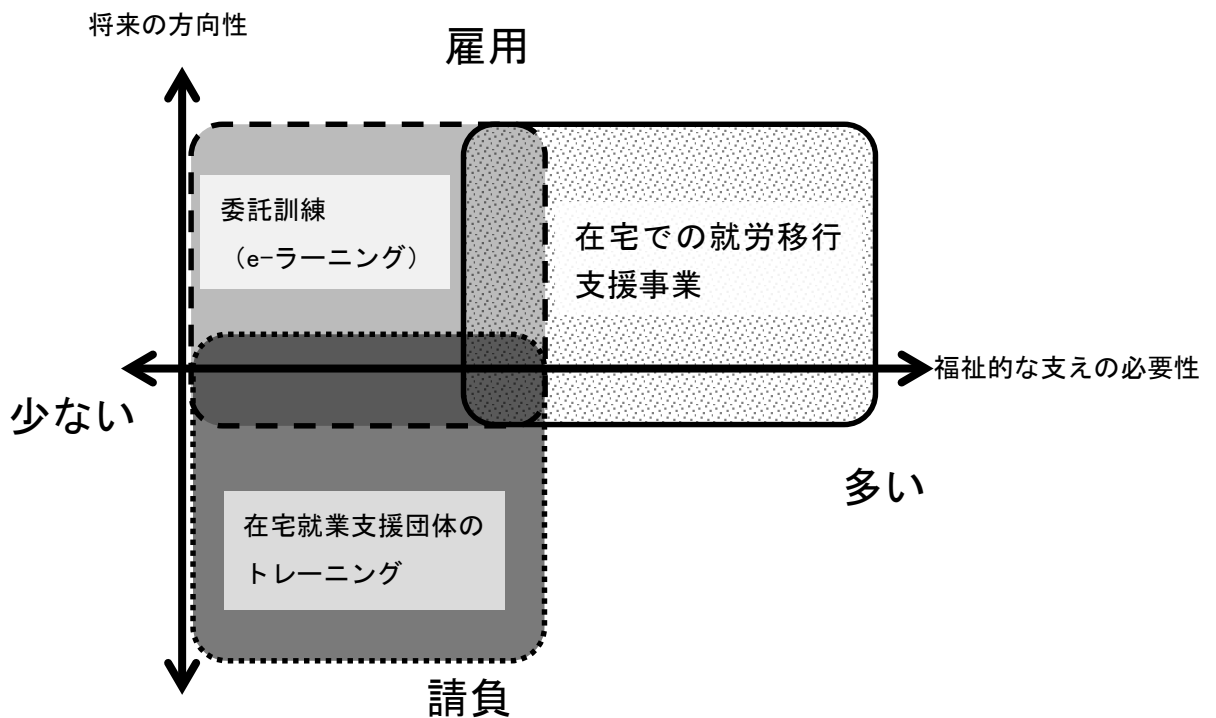 将来の方向性
雇用
委託訓練
（e-ラーニング）
在宅での就労移行
支援事業
福祉的な支えの必要性
少ない
多い
在宅就業支援団体の
トレーニング
請負